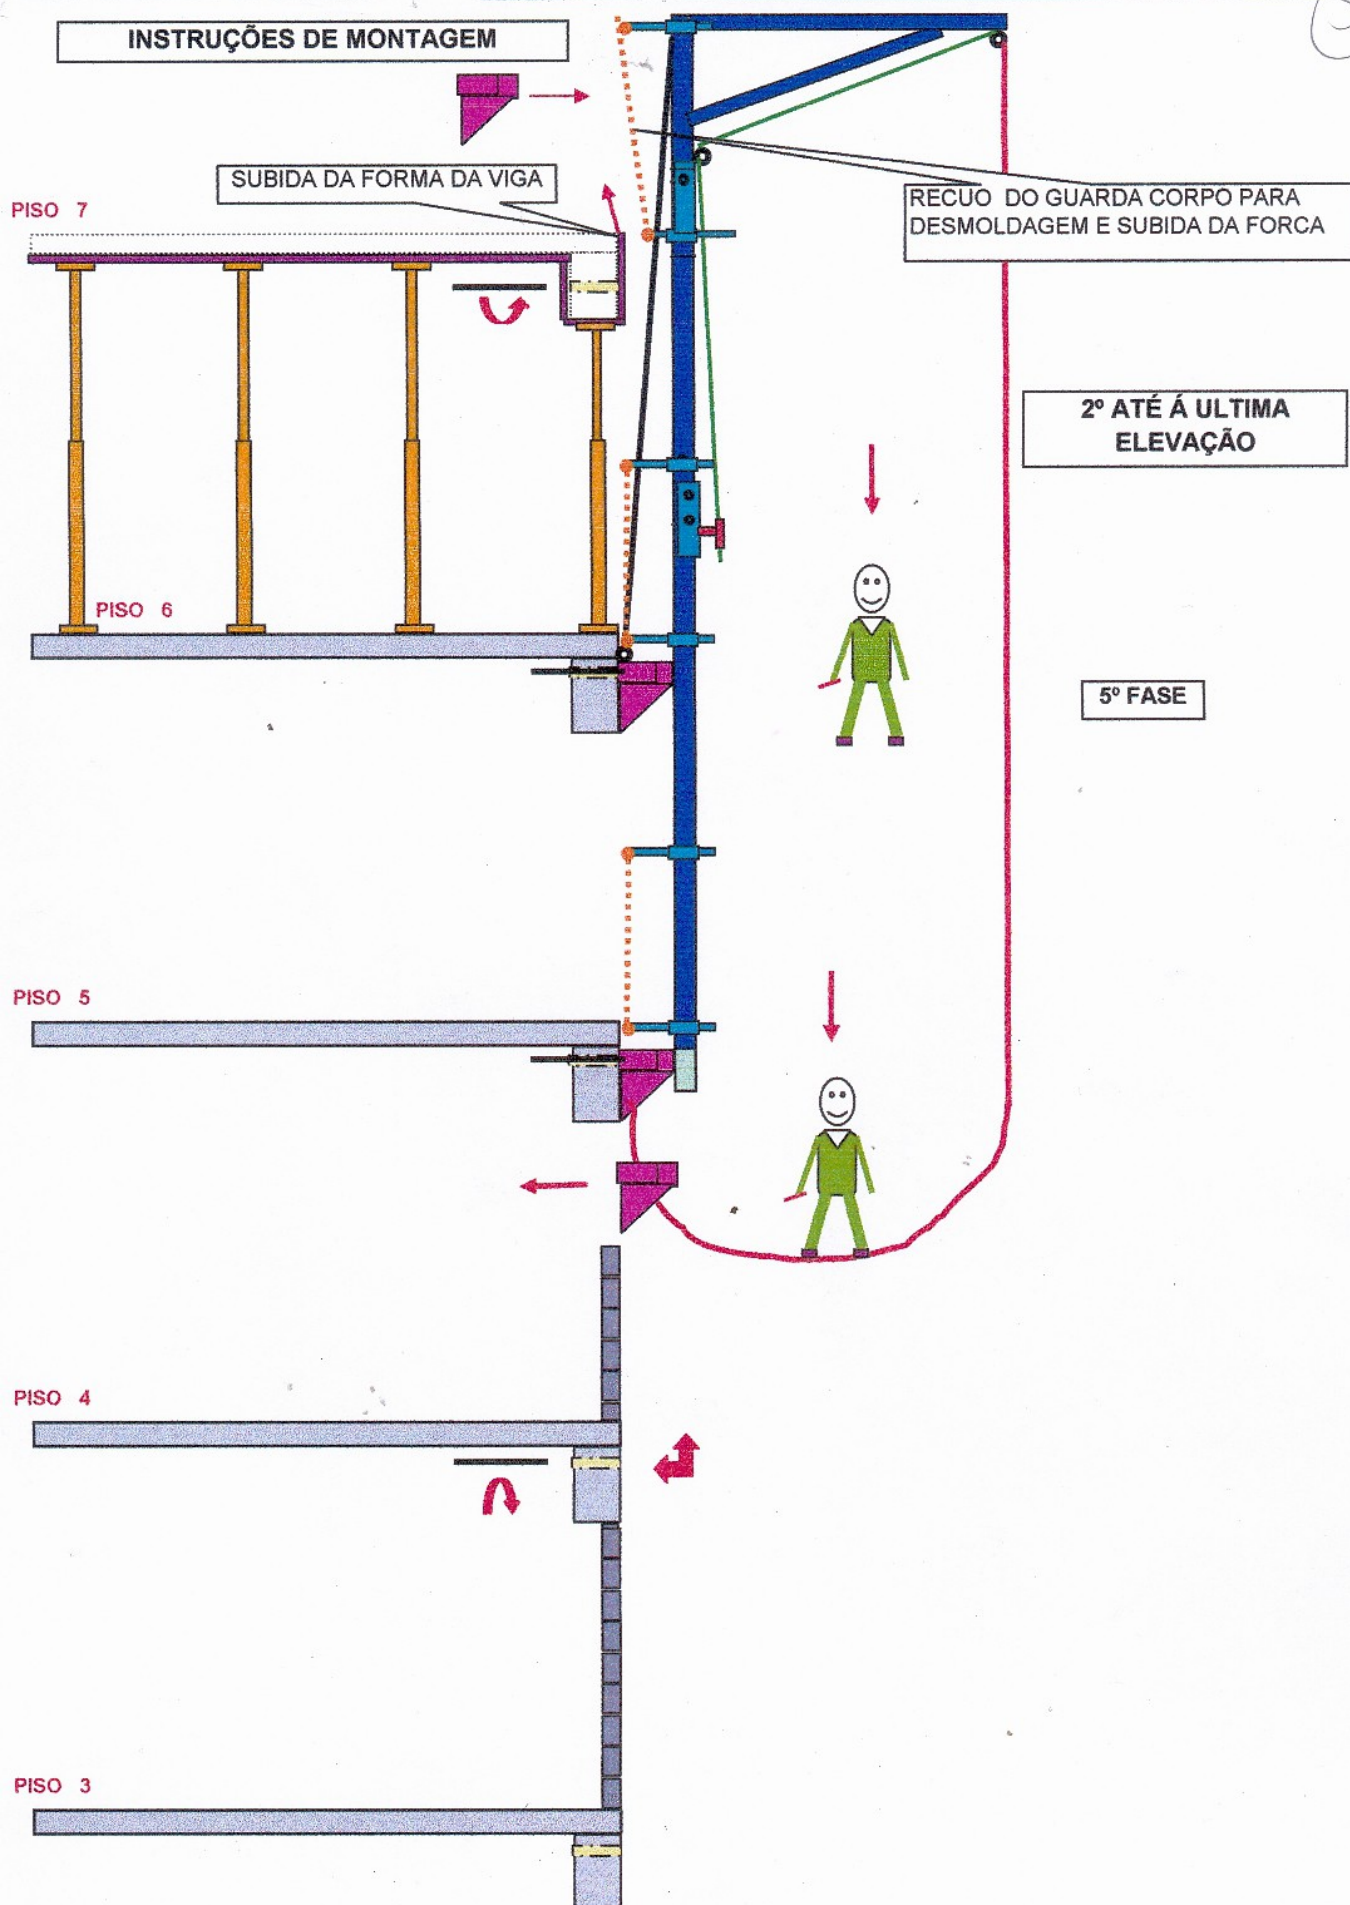 INSTRUÇÕES DE MONTAGEM
SUBIDA DA FORMA DA VIGA
PISO 7
RECUO DO GUARDA CORPO PARA
DESMOLDAGEM E SUBIDA DA FORCA
2º ATÉ Á ULTIMA
ELEVAÇÃO
PISO 6
5º FASE
PISO 5
PISO 4
PISO 3